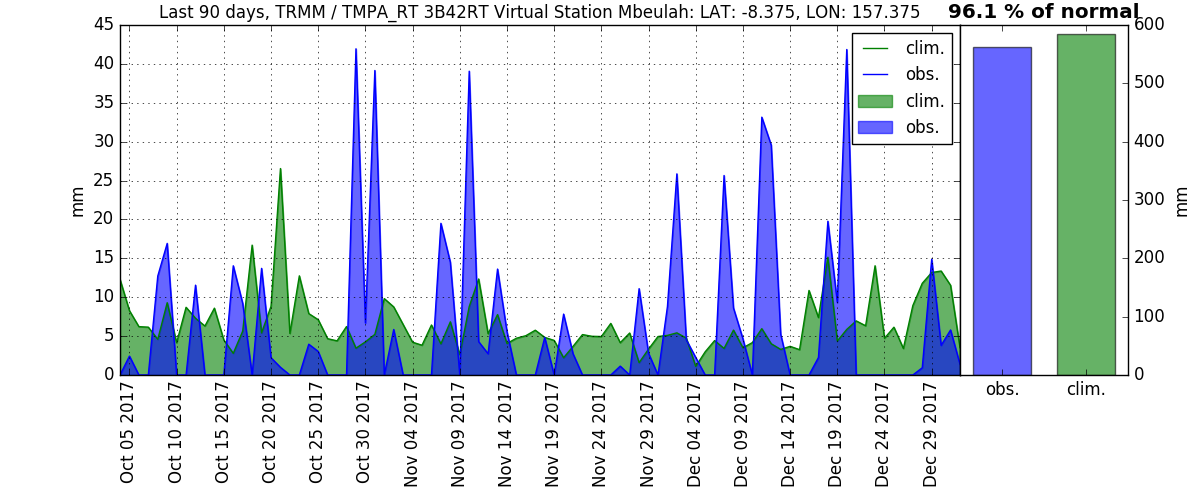 Last 90 days, TRMM / TMPA_RT 3B42RT Virtual Station Mbeulah: LAT: -8.375, LON: 157.375
96.1 % of normal
45
40
35
30
25
20
15
10
5
0
mm
clim.
obs.
clim.
obs.
600
500
400
300
200
100
0
mm
obs.
clim.
Oct 05 2017
Oct 10 2017
Oct 15 2017
Oct 20 2017
Oct 25 2017
Oct 30 2017
Nov 04 2017
Nov 09 2017
Nov 14 2017
Nov 19 2017
Nov 24 2017
Nov 29 2017
Dec 04 2017
Dec 09 2017
Dec 14 2017
Dec 19 2017
Dec 24 2017
Dec 29 2017